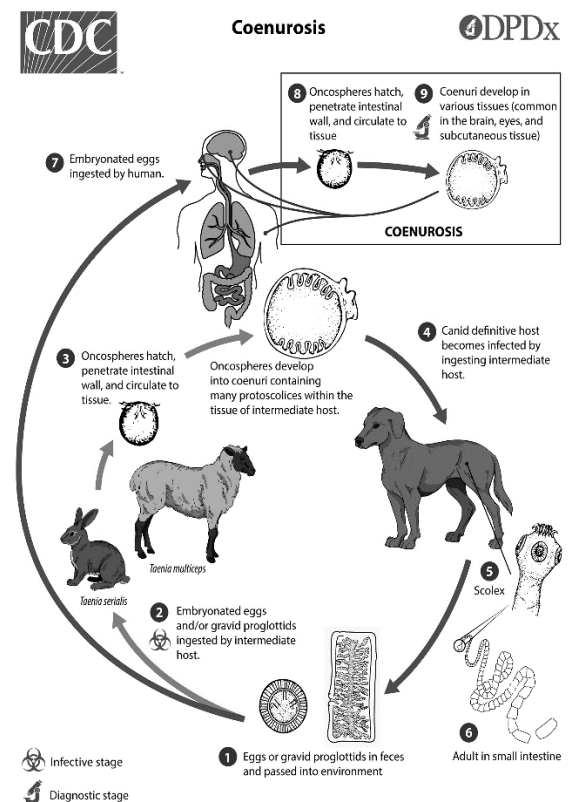 CDC
Coenurosis
DPDx
8 Oncospheres hatch,
penetrate intestinal
wall, and circulate to
tissue
9 Coenuri develop in
various tissues (common
in the brain, eyes, and
subcutaneous tissue)
COENUROSIS
7 Embryonated eggs
ingested by human.
4 Canid definitive host
becomes infected by
ingesting intermediate
host.
3 Oncospheres hatch,
penetrate intestinal
wall, and circulate to
tissue.
Oncospheres develop
into coenuri containing
many protoscolices within the
tissue of intermediate host.
Taenia multiceps
Taenia serialis
5
Scolex
2 Embryonated eggs
and/or gravid proglottids
ingested by intermediate
host.
6
Adult in small intestine
1 Eggs or gravid proglottids in feces
and passed into environment
Infective stage
Diagnostic stage